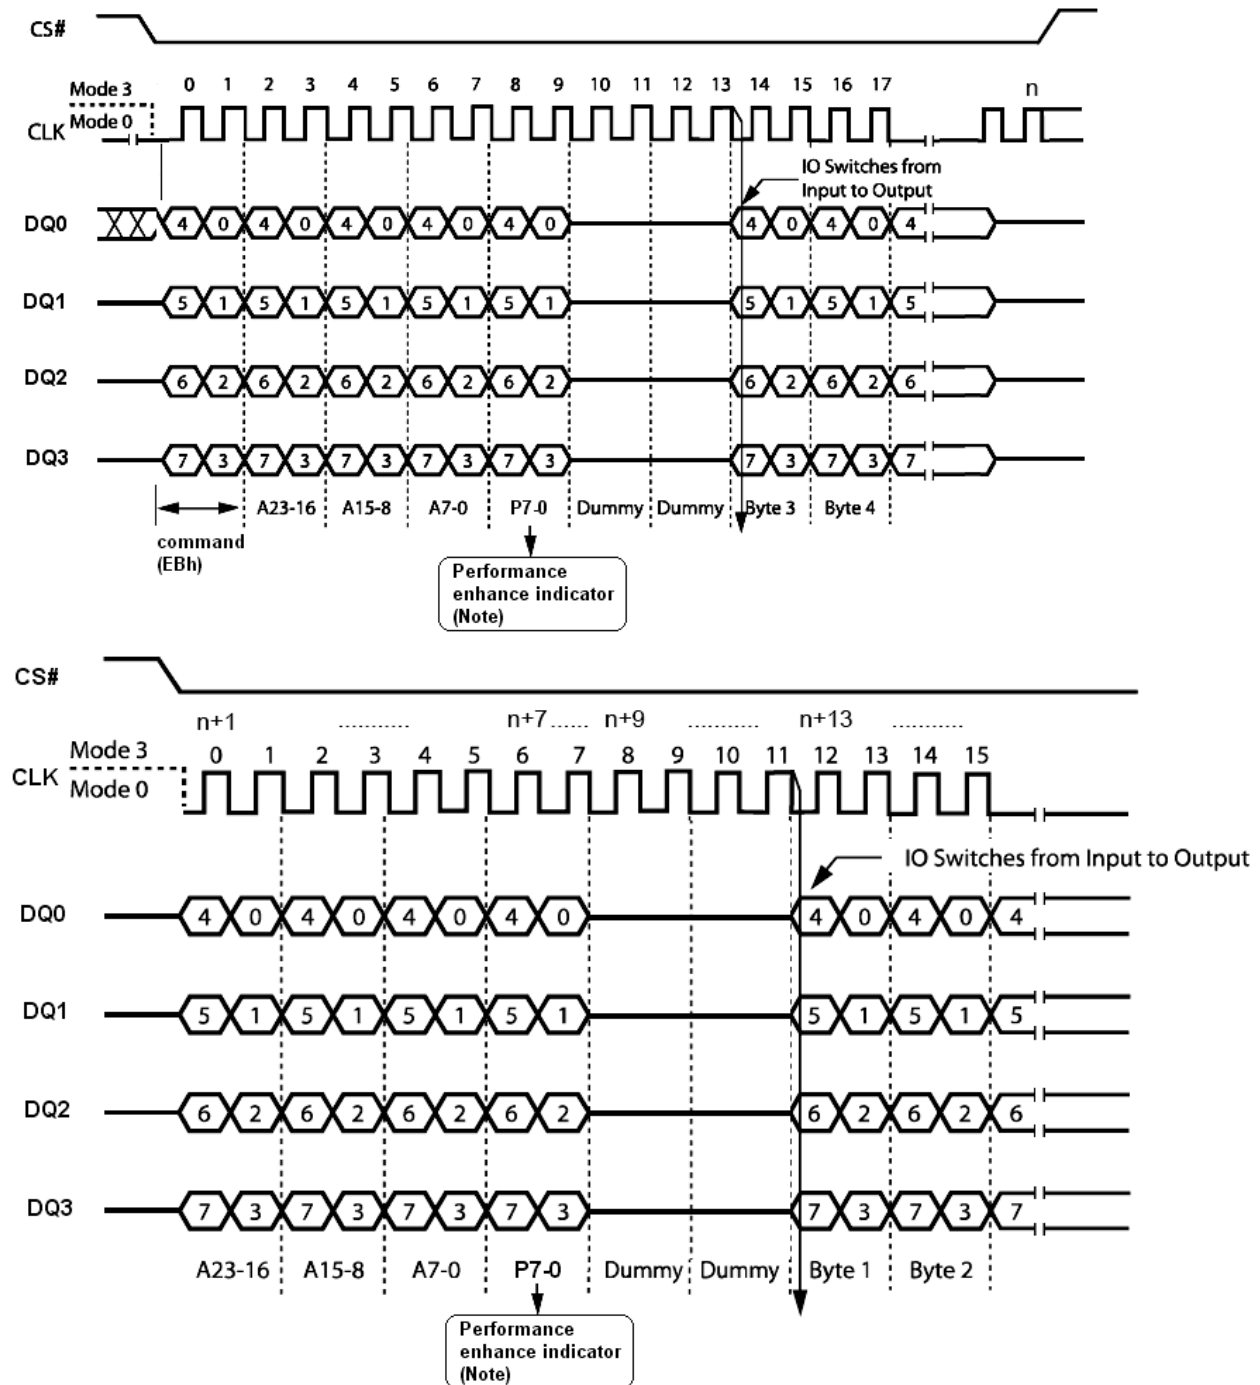 CS#
0 1 2 3 4 5 6 7 8 9 10 11 12 13 14 15 16 17 n
Mode 3
Mode 0
CLK
IO Switches from
Input to Output
DQ0 4 0 4 0 4 0 4 0 4 0 4 0 4 0 4
DQ1 5 1 5 1 5 1 5 1 5 1 5 1 5 1 5
DQ2 6 2 6 2 6 2 6 2 6 2 6 2 6 2 6
DQ3 7 3 7 3 7 3 7 3 7 3 7 3 7 3 7
A23-16 A15-8 A7-0 P7-0 Dummy Dummy Byte 3 Byte 4
command
(EBh)
Performance
enhance indicator
(Note)
CS#
n+1 ........... n+7 ...... n+9 ........... n+13 ...........
0 1 2 3 4 5 6 7 8 9 10 11 12 13 14 15
Mode 3
CLK
Mode 0
IO Switches from Input to Output
DQ0 4 0 4 0 4 0 4 0 4 0 4 0 4
DQ1 5 1 5 1 5 1 5 1 5 1 5 1 5
DQ2 6 2 6 2 6 2 6 2 6 2 6 2 6
DQ3 7 3 7 3 7 3 7 3 7 3 7 3 7
A23-16 A15-8 A7-0 P7-0 Dummy Dummy Byte 1 Byte 2
Performance
enhance indicator
(Note)